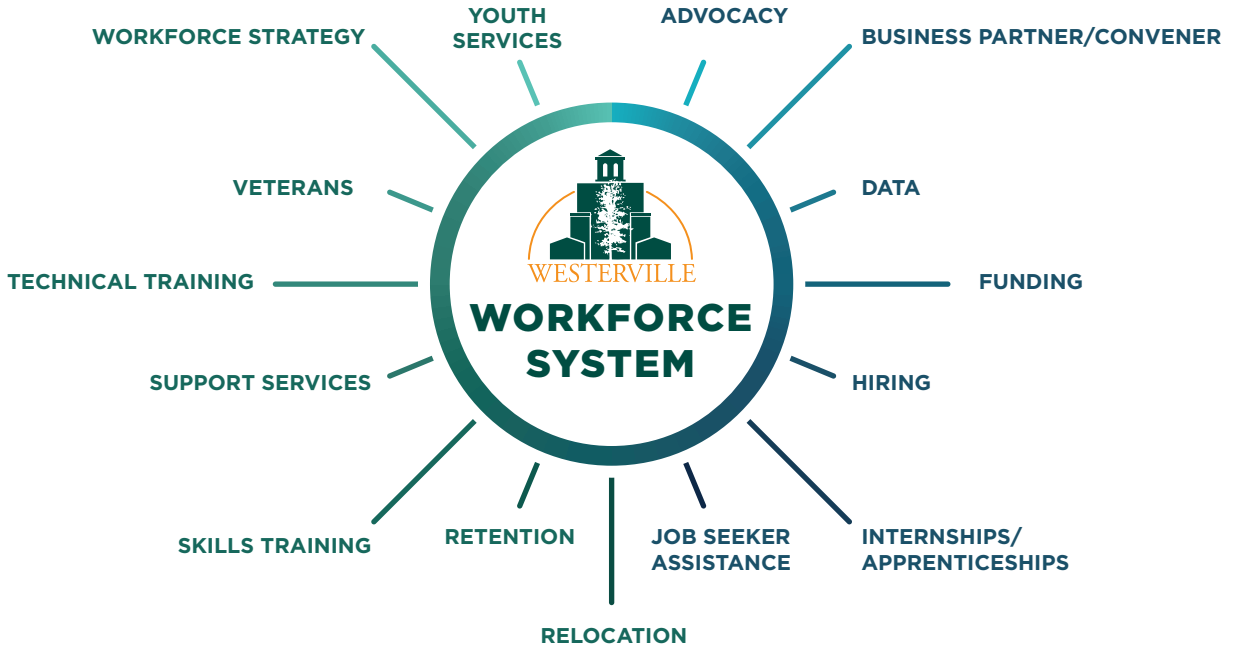 YOUTH
SERVICES
ADVOCACY
WORKFORCE STRATEGY
BUSINESS PARTNER/CONVENER
VETERANS
DATA
WESTERVILLE
TECHNICAL TRAINING
FUNDING
WORKFORCE
SYSTEM
SUPPORT SERVICES
HIRING
SKILLS TRAINING
RETENTION
JOB SEEKER
ASSISTANCE
INTERNSHIPS/
APPRENTICESHIPS
RELOCATION